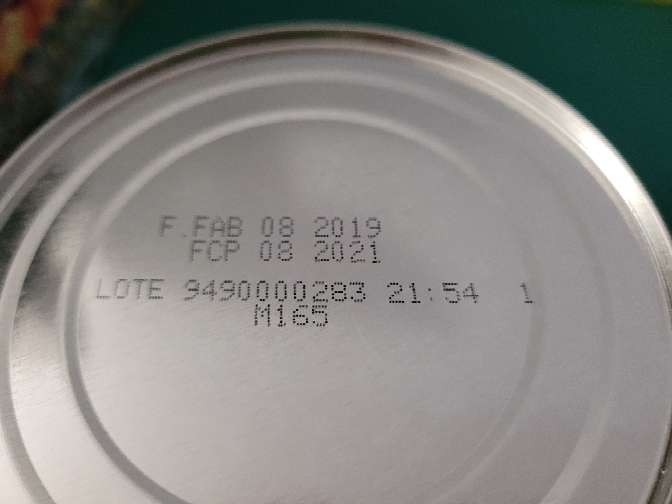 F.FAB 08 2019
FCP 08 2021
LOTE 9490000283 21:54 1
M165